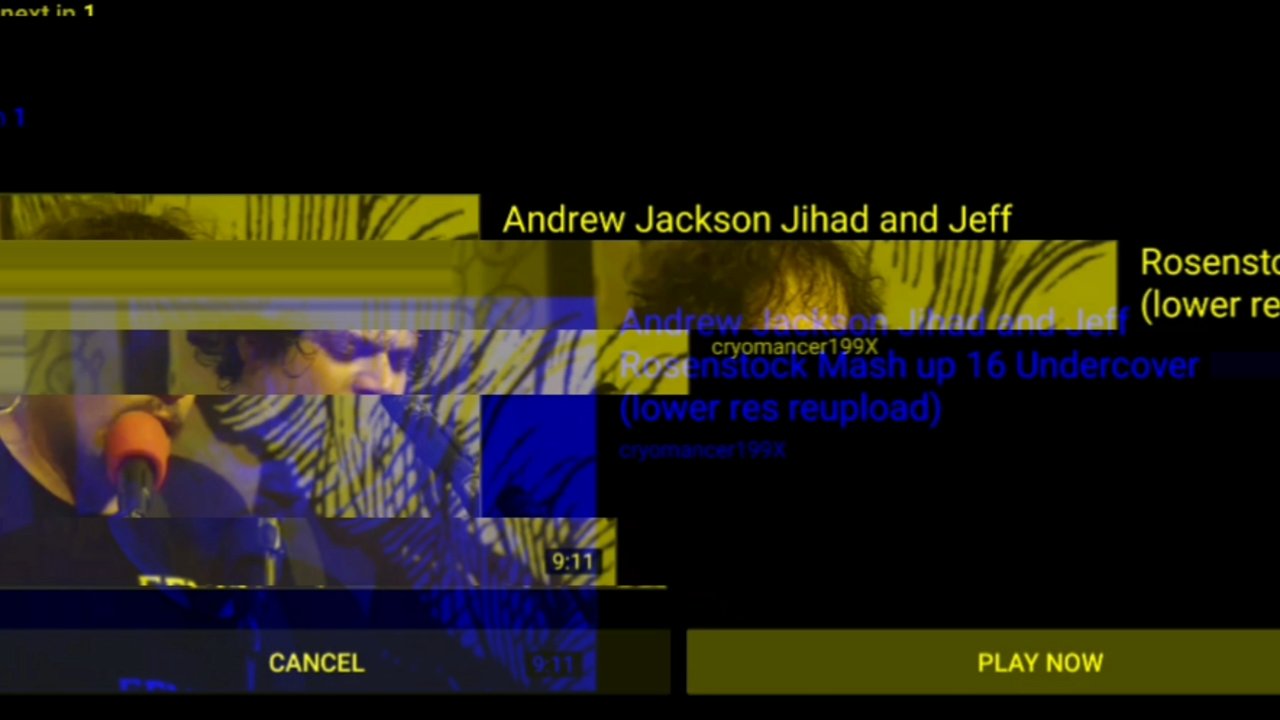 next in 1
1
Andrew Jackson Jihad and Jeff
(lower re
Andrew Jackson Jihad and Jeff
cryomancer199X
Rosenstock Mash up 16 Undercover
(lower res reupload)
cryomancer199X
9:11
CANCEL
9:11
PLAY NOW